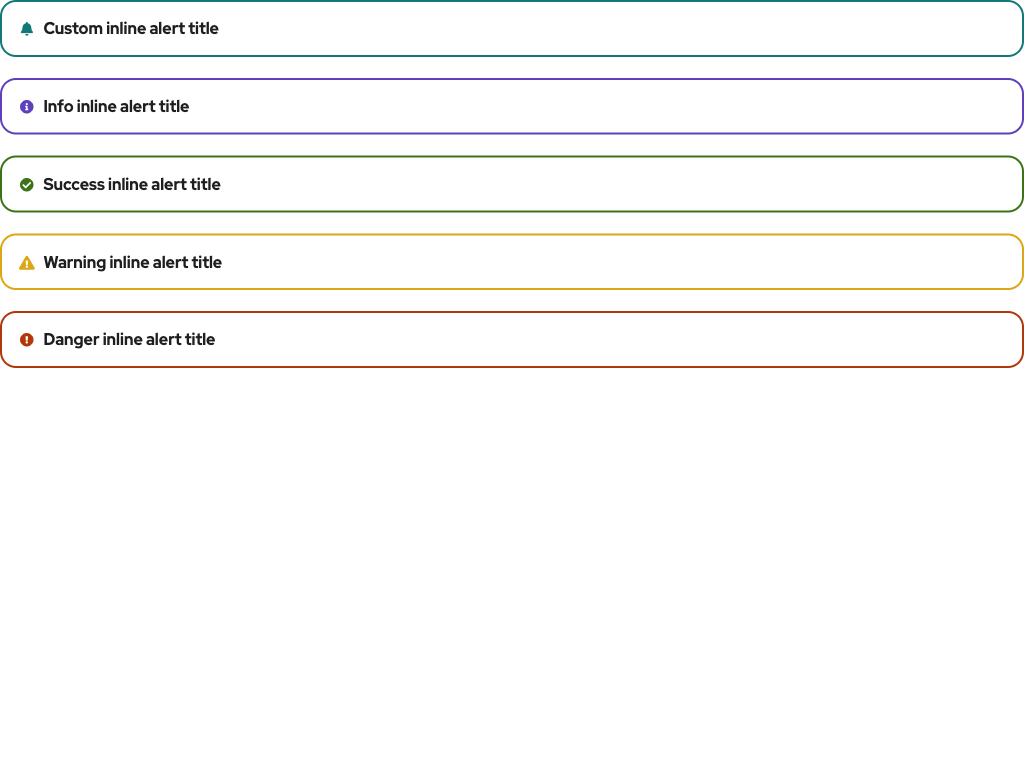 Custom inline alert title
Info inline alert title
Success inline alert title
Warning inline alert title
Danger inline alert title